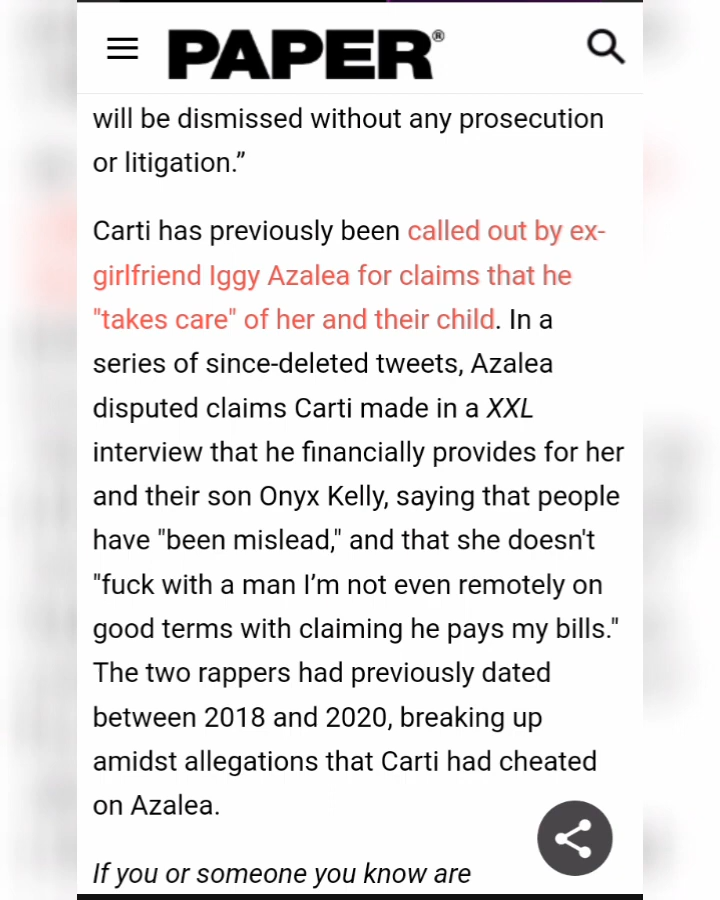 PAPER®
will be dismissed without any prosecution
or litigation.”
Carti has previously been called out by ex-
girlfriend Iggy Azalea for claims that he
"takes care" of her and their child. In a
series of since-deleted tweets, Azalea
disputed claims Carti made in a XXL
interview that he financially provides for her
and their son Onyx Kelly, saying that people
have "been mislead," and that she doesn't
"fuck with a man I’m not even remotely on
good terms with claiming he pays my bills."
The two rappers had previously dated
between 2018 and 2020, breaking up
amidst allegations that Carti had cheated
on Azalea.
If you or someone you know are